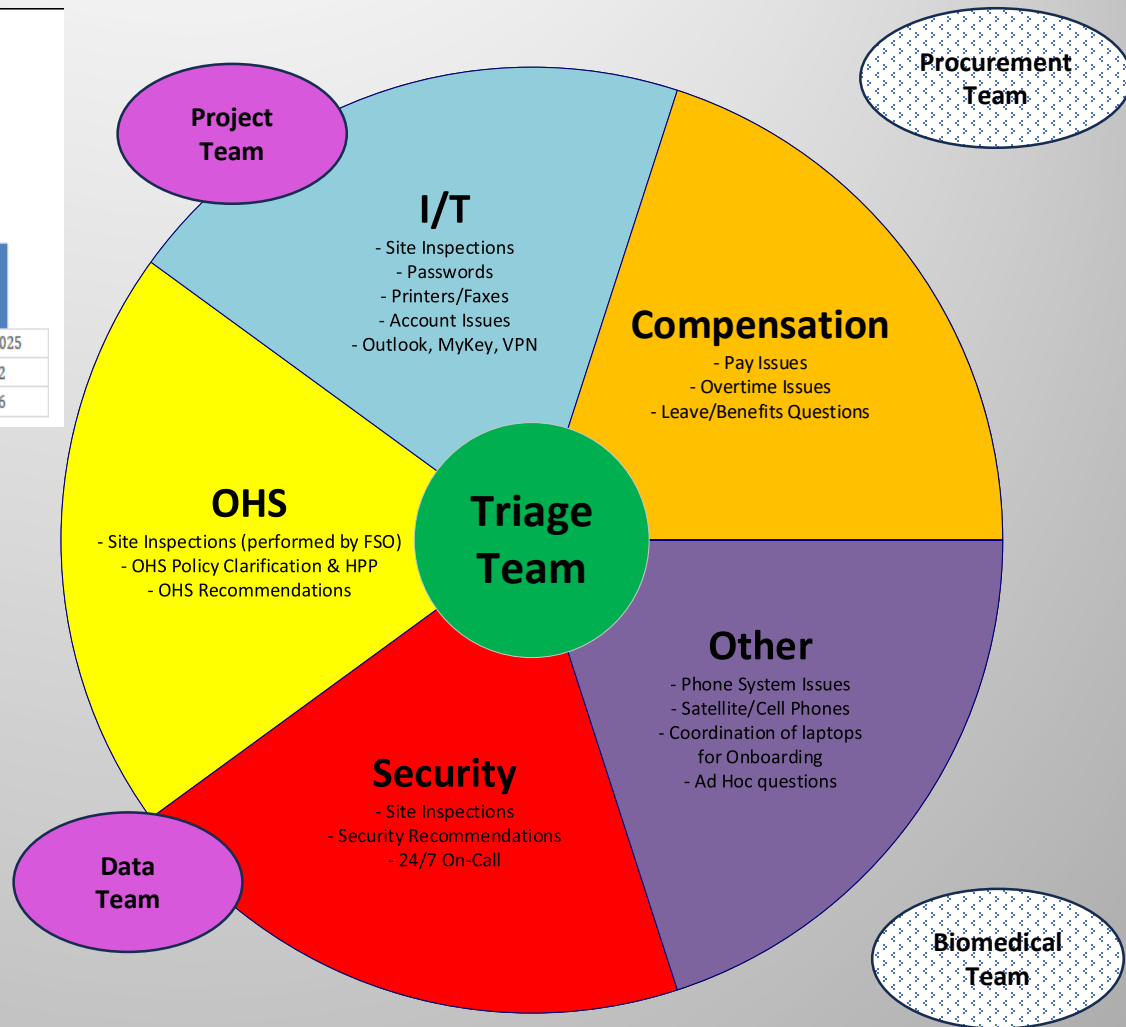 Procurement
Team
Project
Team
I/T
- Site Inspections
- Passwords
- Printers/Faxes
- Account Issues
- Outlook, MyKey, VPN
Compensation
- Pay Issues
- Overtime Issues
- Leave/Benefits Questions
025
2
6
OHS
- Site Inspections (performed by FSO)
- OHS Policy Clarification & HPP
- OHS Recommendations
Triage
Team
Other
- Phone System Issues
- Satellite/Cell Phones
- Coordination of laptops
for Onboarding
- Ad Hoc questions
Security
- Site Inspections
- Security Recommendations
- 24/7 On-Call
Data
Team
Biomedical
Team